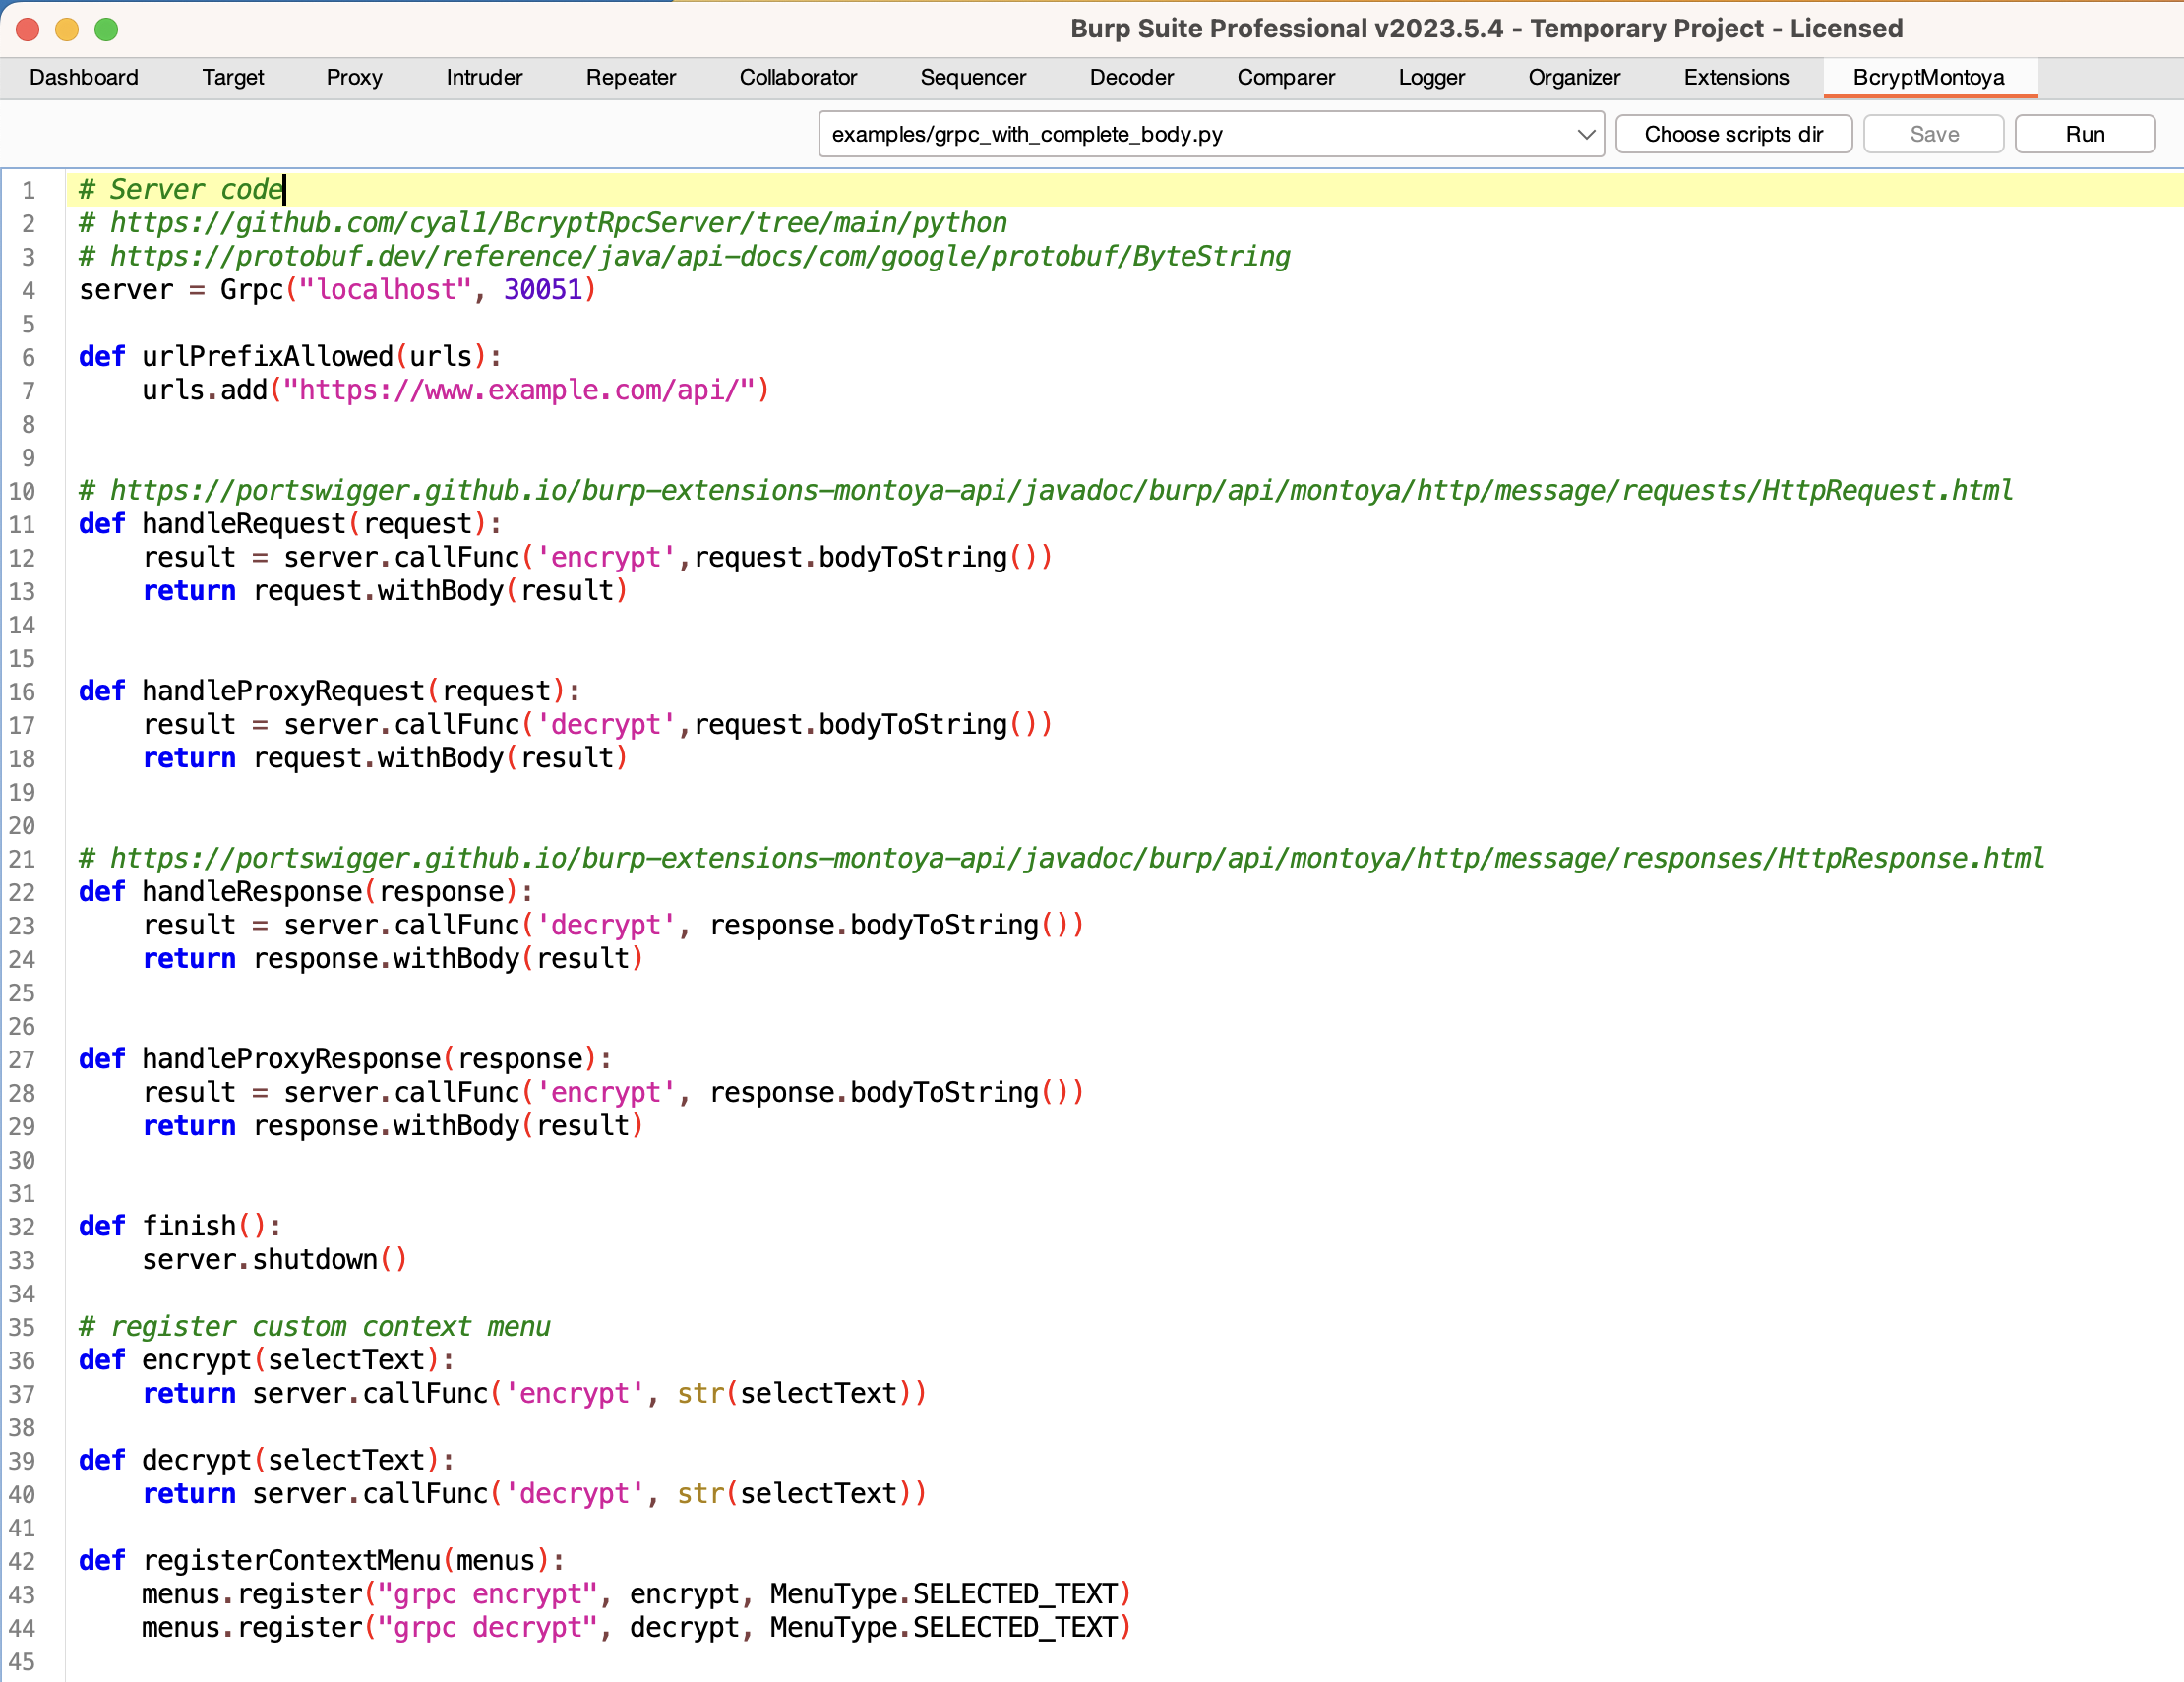 Burp Suite Professional v2023.5.4 - Temporary Project - Licensed
Dashboard Target Proxy Intruder Repeater Collaborator Sequencer Decoder Comparer Logger Organizer Extensions BcryptMontoya
examples/grpc_with_complete_body.py Choose scripts dir Save Run
1 # Server code
2 # https://github.com/cyal1/BcryptRpcServer/tree/main/python
3 # https://protobuf.dev/reference/java/api-docs/com/google/protobuf/ByteString
4 server = Grpc("localhost", 30051)
5
6 def urlPrefixAllowed(urls):
7     urls.add("https://www.example.com/api/")
8
9
10 # https://portswigger.github.io/burp-extensions-montoya-api/javadoc/burp/api/montoya/http/message/requests/HttpRequest.html
11 def handleRequest(request):
12     result = server.callFunc('encrypt',request.bodyToString())
13     return request.withBody(result)
14
15
16 def handleProxyRequest(request):
17     result = server.callFunc('decrypt',request.bodyToString())
18     return request.withBody(result)
19
20
21 # https://portswigger.github.io/burp-extensions-montoya-api/javadoc/burp/api/montoya/http/message/responses/HttpResponse.html
22 def handleResponse(response):
23     result = server.callFunc('decrypt', response.bodyToString())
24     return response.withBody(result)
25
26
27 def handleProxyResponse(response):
28     result = server.callFunc('encrypt', response.bodyToString())
29     return response.withBody(result)
30
31
32 def finish():
33     server.shutdown()
34
35 # register custom context menu
36 def encrypt(selectText):
37     return server.callFunc('encrypt', str(selectText))
38
39 def decrypt(selectText):
40     return server.callFunc('decrypt', str(selectText))
41
42 def registerContextMenu(menus):
43     menus.register("grpc encrypt", encrypt, MenuType.SELECTED_TEXT)
44     menus.register("grpc decrypt", decrypt, MenuType.SELECTED_TEXT)
45